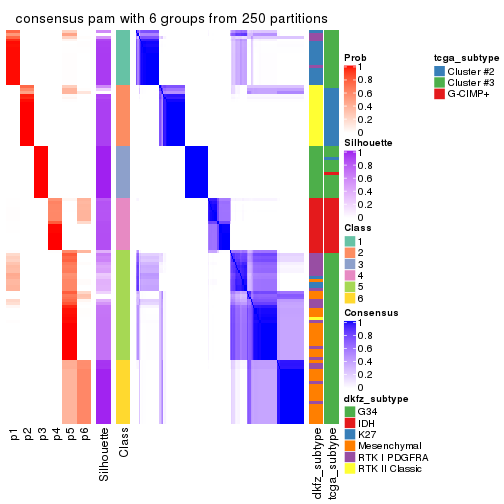 consensus pam with 6 groups from 250 partitions
Prob
1
0.8
0.6
0.4
0.2
0
Silhouette
1
0.8
0.6
0.4
0.2
0
Class
1
2
3
4
5
6
Consensus
1
0.8
0.6
0.4
0.2
0
dkfz_subtype
G34
IDH
K27
Mesenchymal
RTK I PDGFRA
RTK II Classic
tcga_subtype
Cluster #2
Cluster #3
G-CIMP+
p1
p2
p3
p4
p5
p6
Silhouette
Class
dkfz_subtype
tcga_subtype